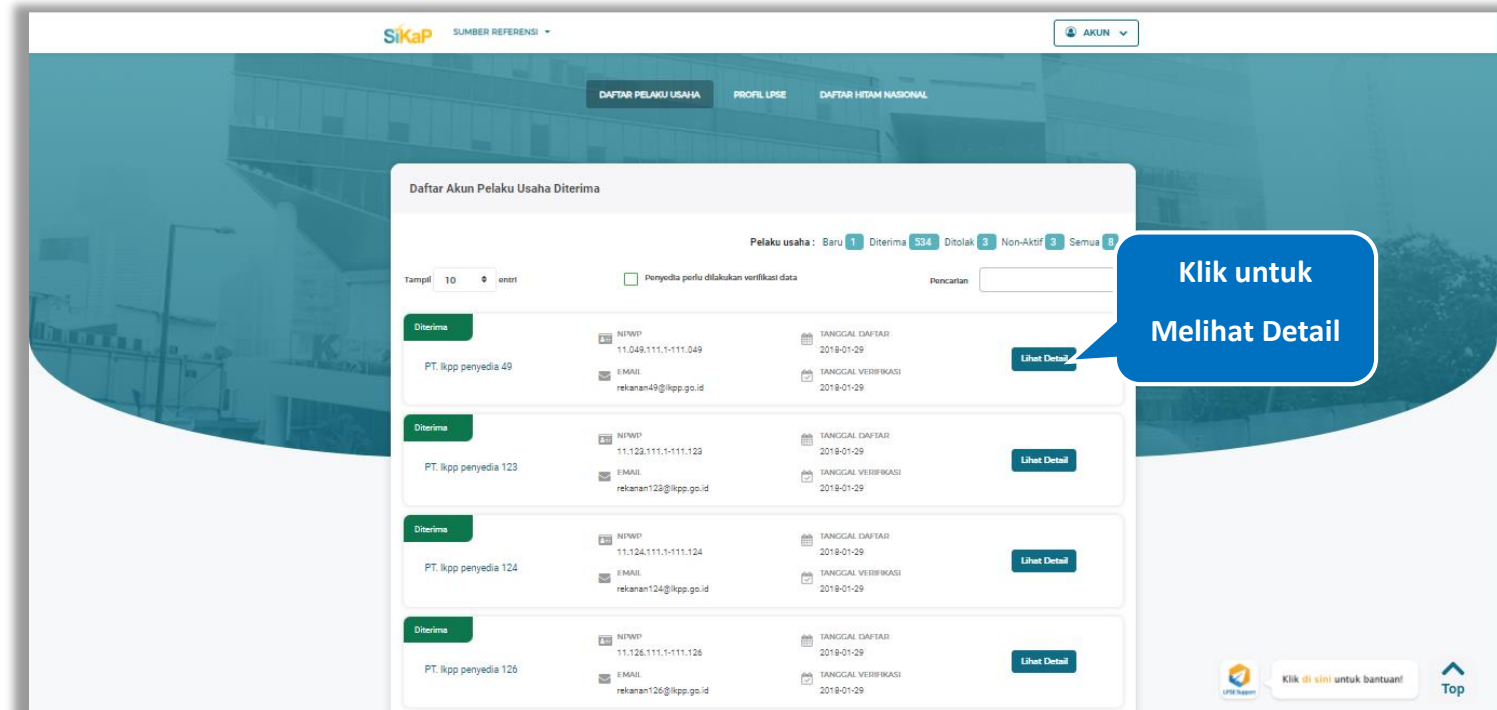 SiKaP
SUMBER REFERENSI
AKUN
DAFTAR PELAKU USAHA
PROFIL LPSE
DAFTAR HITAM NASIONAL
Daftar Akun Pelaku Usaha Diterima
Pelaku usaha : Baru 1 Diterima 534 Ditolak 3 Non-Aktif 3 Semua 8
Tampil 10 entri
Penyedia perlu dilakukan verifikasi data
Pencarian
Klik untuk
Melihat Detail
Diterima
PT. lkpp penyedia 49
NPWP
11.049.111.1-111.049
EMAIL
rekanan49@lkpp.go.id
TANGGAL DAFTAR
2018-01-29
TANGGAL VERIFIKASI
2018-01-29
Lihat Detail
Diterima
PT. lkpp penyedia 123
NPWP
11.123.111.1-111.123
EMAIL
rekanan123@lkpp.go.id
TANGGAL DAFTAR
2018-01-29
TANGGAL VERIFIKASI
2018-01-29
Lihat Detail
Diterima
PT. lkpp penyedia 124
NPWP
11.124.111.1-111.124
EMAIL
rekanan124@lkpp.go.id
TANGGAL DAFTAR
2018-01-29
TANGGAL VERIFIKASI
2018-01-29
Lihat Detail
Diterima
PT. lkpp penyedia 126
NPWP
11.126.111.1-111.126
EMAIL
rekanan126@lkpp.go.id
TANGGAL DAFTAR
2018-01-29
TANGGAL VERIFIKASI
2018-01-29
Lihat Detail
LPSE Support
Klik di sini untuk bantuan!
Top